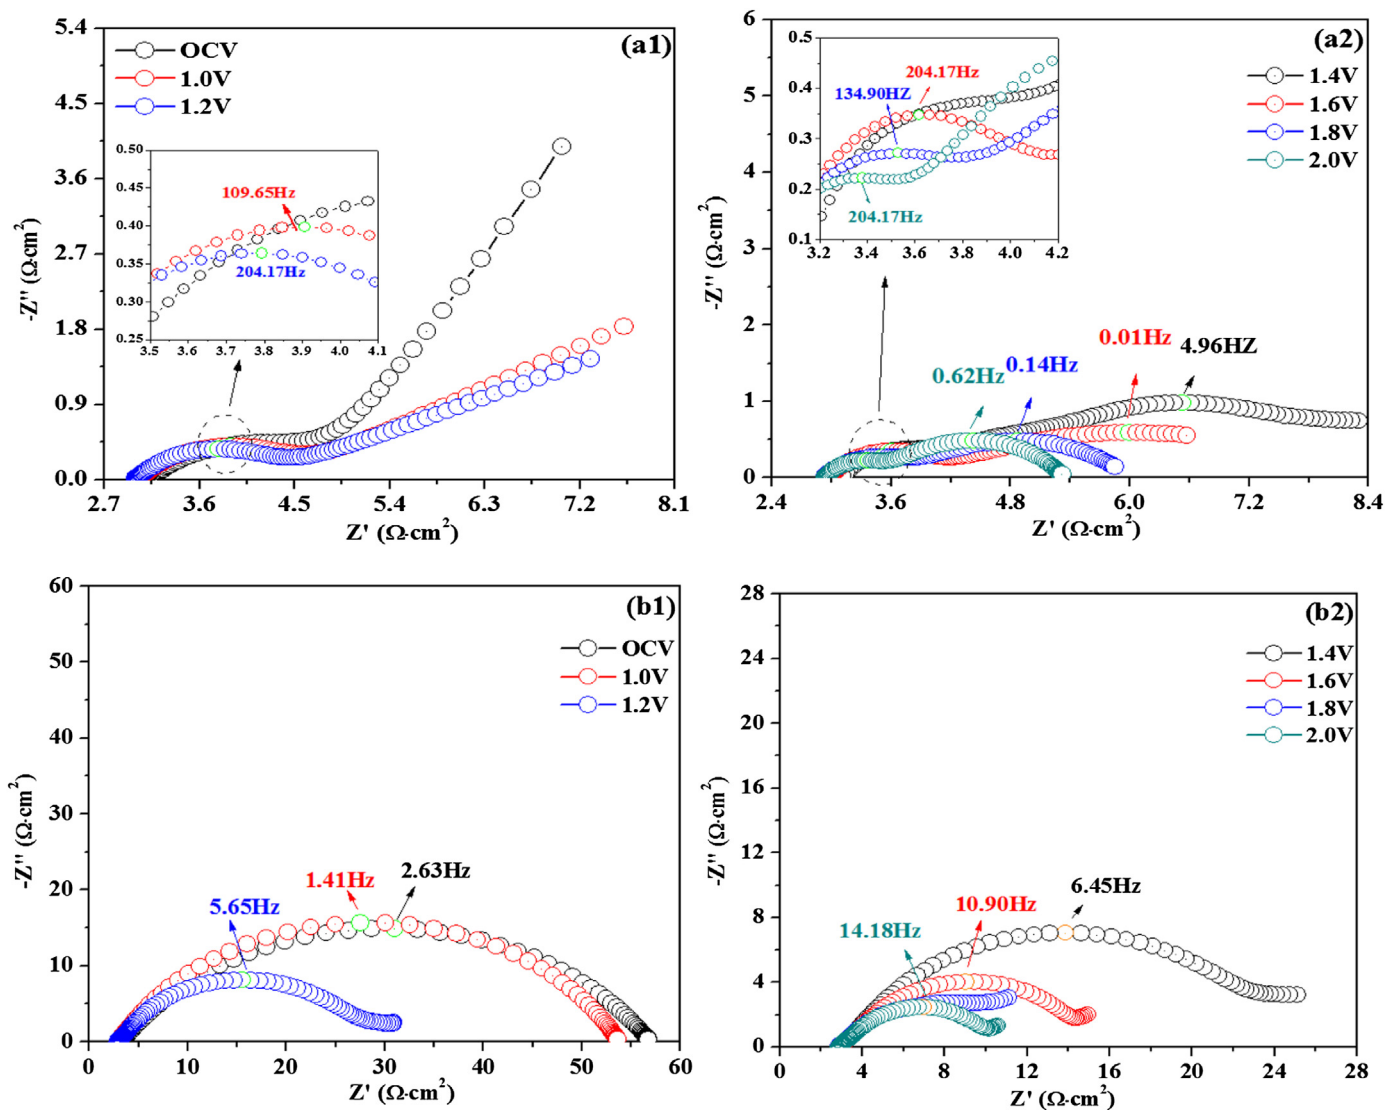 (a1)
OCV
1.0V
1.2V
5.4
4.5
3.6
2.7
1.8
0.9
0.0
-Z'' (Ω·cm²)
0.50
0.45
0.40
0.35
0.30
0.25
109.65Hz
204.17Hz
3.5 3.6 3.7 3.8 3.9 4.0 4.1
2.7 3.6 4.5 5.4 6.3 7.2 8.1
Z' (Ω·cm²)
(a2)
1.4V
1.6V
1.8V
2.0V
6
5
4
3
2
1
0
-Z'' (Ω·cm²)
0.5
0.4
0.3
0.2
0.1
204.17Hz
134.90HZ
204.17Hz
3.2 3.4 3.6 3.8 4.0 4.2
0.62Hz
0.14Hz
0.01Hz
4.96HZ
2.4 3.6 4.8 6.0 7.2 8.4
Z' (Ω·cm²)
(b1)
OCV
1.0V
1.2V
60
50
40
30
20
10
0
-Z'' (Ω·cm²)
5.65Hz
1.41Hz
2.63Hz
0 10 20 30 40 50 60
Z' (Ω·cm²)
(b2)
1.4V
1.6V
1.8V
2.0V
28
24
20
16
12
8
4
0
-Z'' (Ω·cm²)
14.18Hz
10.90Hz
6.45Hz
0 4 8 12 16 20 24 28
Z' (Ω·cm²)